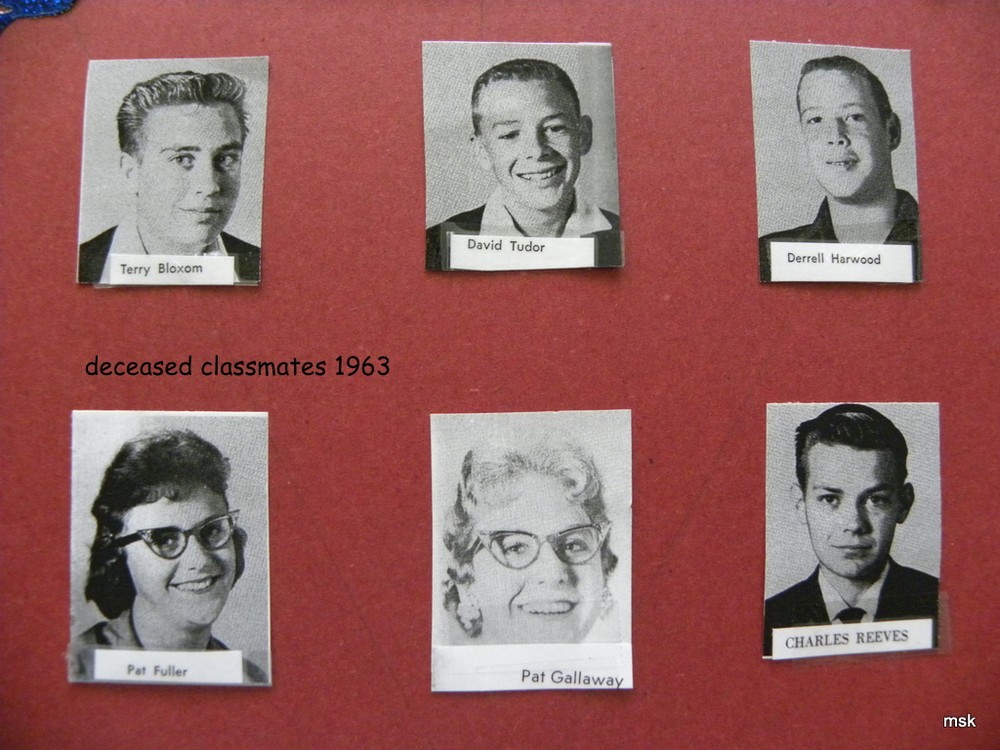 Terry Bloxom
David Tudor
Derrell Harwood
deceased classmates 1963
Pat Fuller
Pat Gallaway
CHARLES REEVES
msk